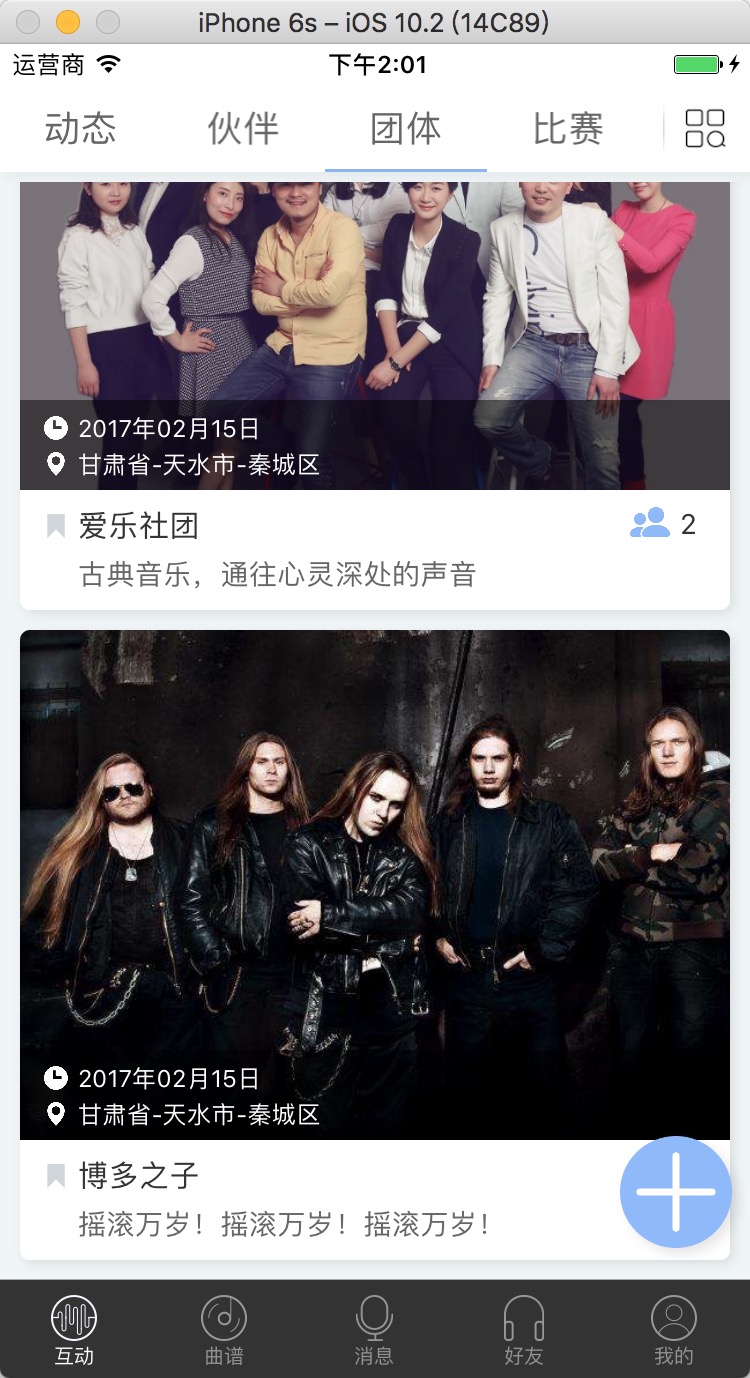 iPhone 6s – iOS 10.2 (14C89)
运营商 下午2:01
动态 伙伴 团体 比赛
2017年02月15日
甘肃省-天水市-秦城区
爱乐社团 2
古典音乐，通往心灵深处的声音
2017年02月15日
甘肃省-天水市-秦城区
博多之子
摇滚万岁！摇滚万岁！摇滚万岁！
互动 曲谱 消息 好友 我的